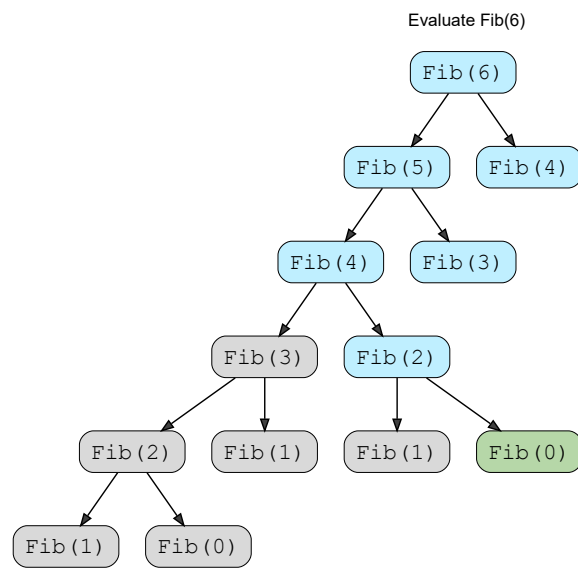 Evaluate Fib(6)
Fib(6)
Fib(5)
Fib(4)
Fib(4)
Fib(3)
Fib(3)
Fib(2)
Fib(2)
Fib(1)
Fib(1)
Fib(0)
Fib(1)
Fib(0)